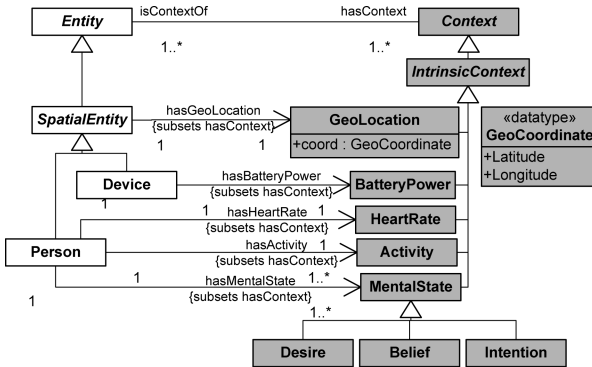 isContextOf
hasContext
Entity
Context
1..*
1..*
IntrinsicContext
SpatialEntity
hasGeoLocation
{subsets hasContext}
1
1
GeoLocation
+coord : GeoCoordinate
«datatype»
GeoCoordinate
+Latitude
+Longitude
Device
hasBatteryPower
{subsets hasContext}
BatteryPower
1
1
hasHeartRate
1
{subsets hasContext}
HeartRate
Person
hasActivity
1
{subsets hasContext}
Activity
1
hasMentalState
1..*
{subsets hasContext}
MentalState
1
1..*
Desire
Belief
Intention